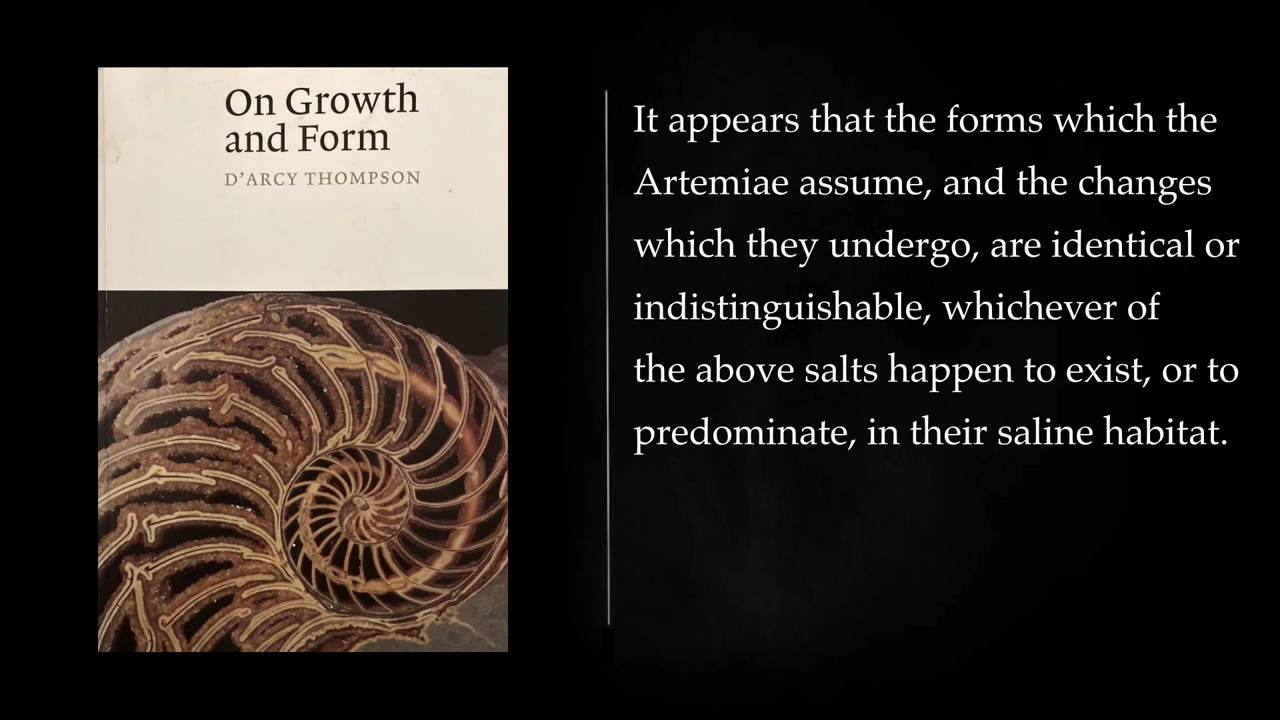 On Growth
and Form
D'ARCY THOMPSON
It appears that the forms which the
Artemiae assume, and the changes
which they undergo, are identical or
indistinguishable, whichever of
the above salts happen to exist, or to
predominate, in their saline habitat.